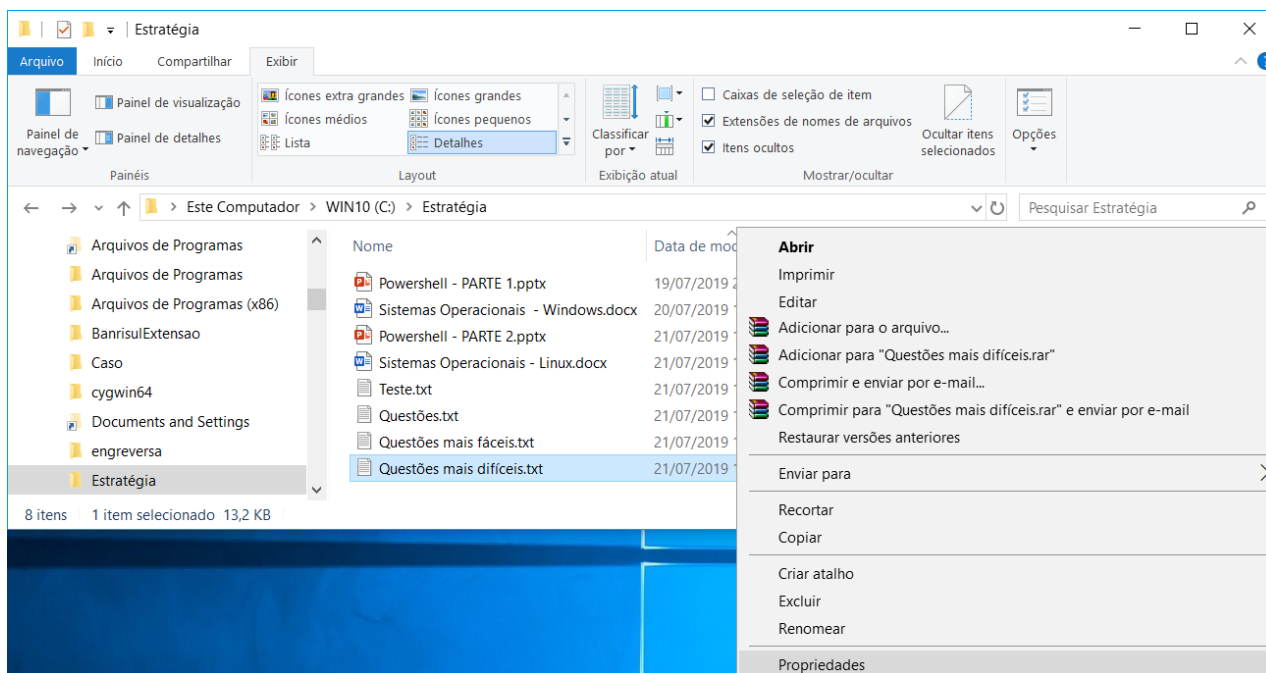 Estratégia
Arquivo Início Compartilhar Exibir
Painel de navegação
Painel de visualização
Painel de detalhes
Painéis
Ícones extra grandes Ícones grandes
Ícones médios Ícones pequenos
Lista Detalhes
Layout
Classificar por
Exibição atual
Caixas de seleção de item
Extensões de nomes de arquivos
Itens ocultos
Ocultar itens selecionados
Mostrar/ocultar
Opções
Este Computador > WIN10 (C:) > Estratégia
Pesquisar Estratégia
Arquivos de Programas
Arquivos de Programas
Arquivos de Programas (x86)
BanrisulExtensao
Caso
cygwin64
Documents and Settings
engreversa
Estratégia
Nome Data de
Powershell - PARTE 1.pptx 19/07/2019
Sistemas Operacionais - Windows.docx 20/07/2019
Powershell - PARTE 2.pptx 21/07/2019
Sistemas Operacionais - Linux.docx 21/07/2019
Teste.txt 21/07/2019
Questões.txt 21/07/2019
Questões mais fáceis.txt 21/07/2019
Questões mais difíceis.txt 21/07/2019
8 itens 1 item selecionado 13,2 KB
Abrir
Imprimir
Editar
Adicionar para o arquivo...
Adicionar para "Questões mais difíceis.rar"
Comprimir e enviar por e-mail...
Comprimir para "Questões mais difíceis.rar" e enviar por e-mail
Restaurar versões anteriores
Enviar para
Recortar
Copiar
Criar atalho
Excluir
Renomear
Propriedades